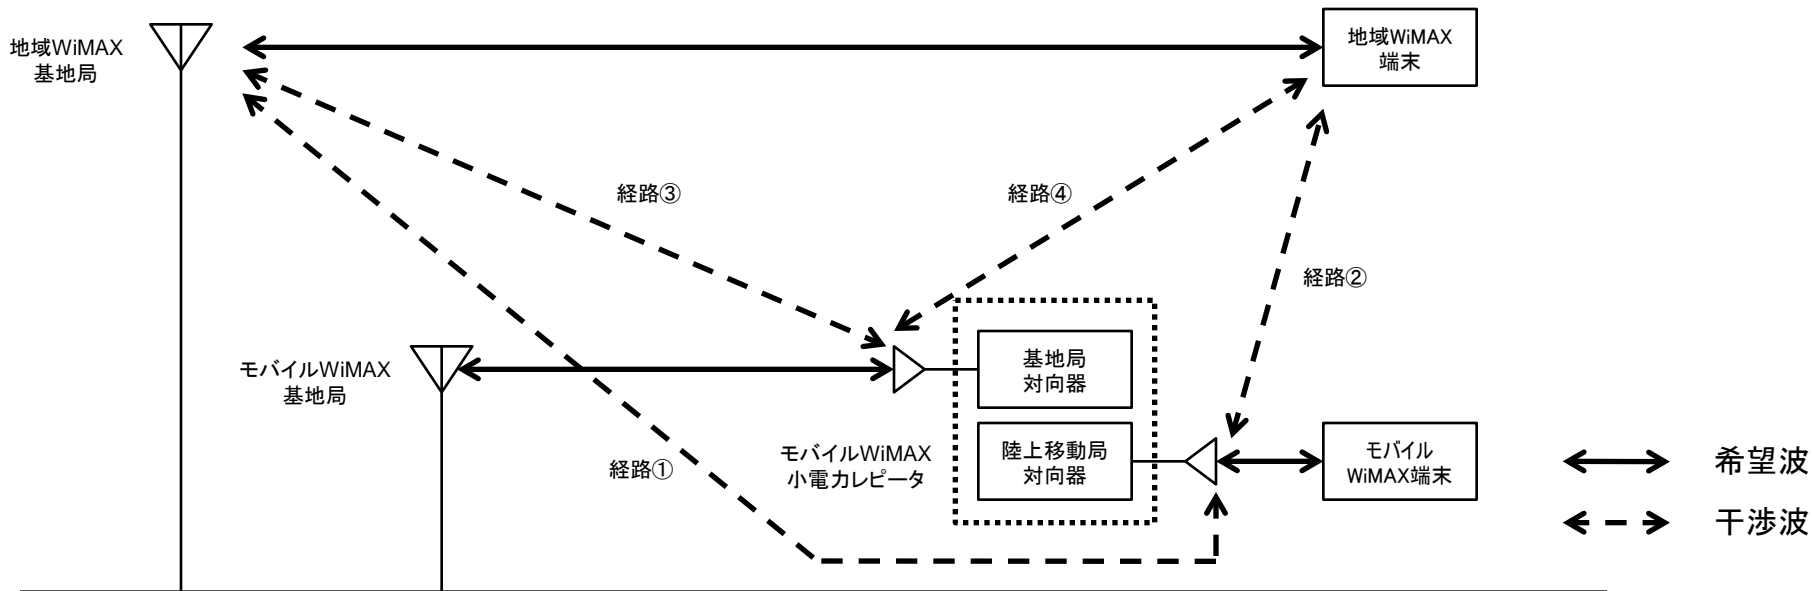 地域WiMAX
基地局
地域WiMAX
端末
経路③
経路④
経路②
モバイルWiMAX
基地局
基地局
対向器
モバイルWiMAX
小電力レピータ
陸上移動局
対向器
モバイル
WiMAX端末
経路①
希望波
干渉波